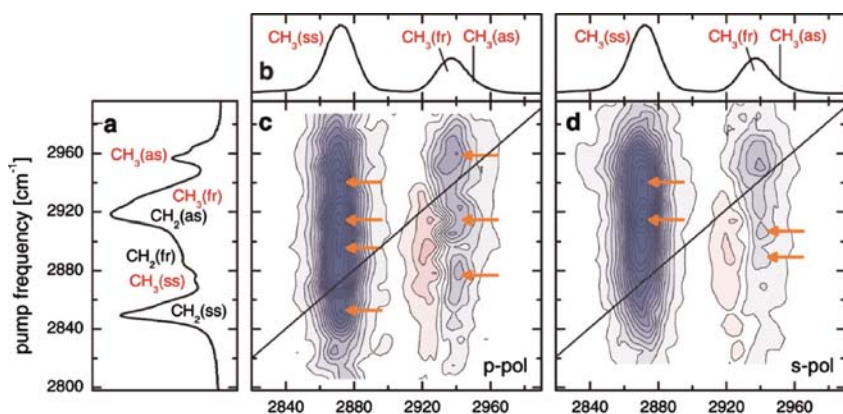 CH₃(ss) CH₃(fr) CH₃(as) CH₃(ss) CH₃(fr) CH₃(as)
b
a c d
2960 CH₃(as)
CH₃(fr)
2920 CH₂(as)
CH₂(fr)
2880
CH₃(ss)
2840 CH₂(ss)
2800
pump frequency [cm⁻¹]
p-pol s-pol
2840 2880 2920 2960 2840 2880 2920 2960